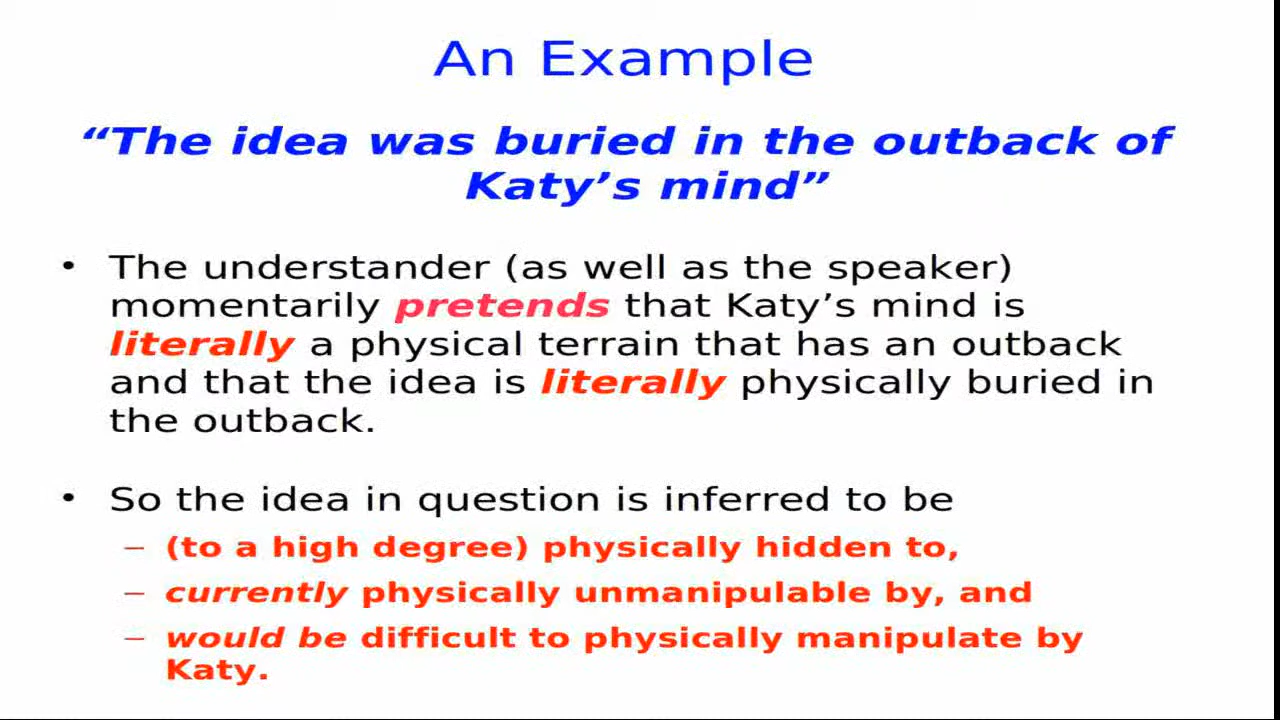 An Example
“The idea was buried in the outback of
Katy’s mind”
• The understander (as well as the speaker)
momentarily pretends that Katy’s mind is
literally a physical terrain that has an outback
and that the idea is literally physically buried in
the outback.
• So the idea in question is inferred to be
– (to a high degree) physically hidden to,
– currently physically unmanipulable by, and
– would be difficult to physically manipulate by
Katy.